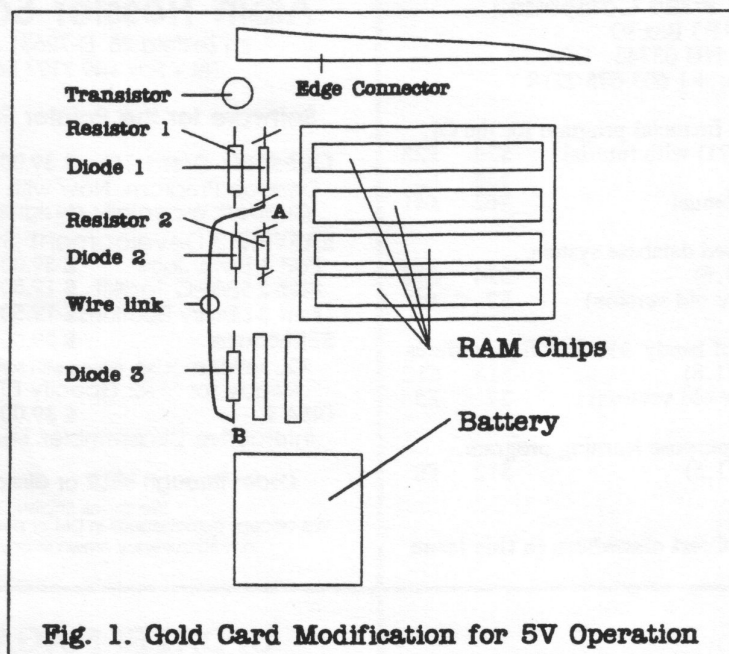 Edge Connector
Transistor
Resistor 1
Diode 1
A
Resistor 2
Diode 2
Wire link
RAM Chips
Diode 3
B
Battery
Fig. 1. Gold Card Modification for 5V Operation